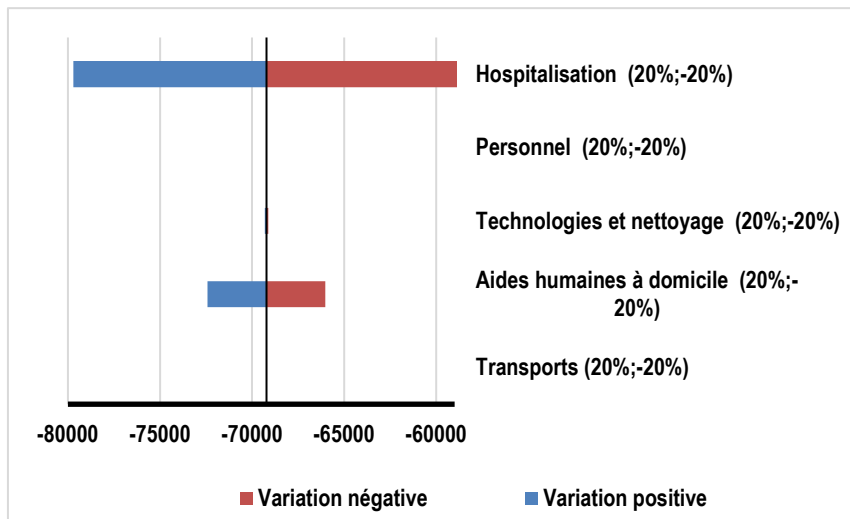 Hospitalisation (20%;-20%)
Personnel (20%;-20%)
Technologies et nettoyage (20%;-20%)
Aides humaines à domicile (20%;-
20%)
Transports (20%;-20%)
-80000 -75000 -70000 -65000 -60000
Variation négative Variation positive